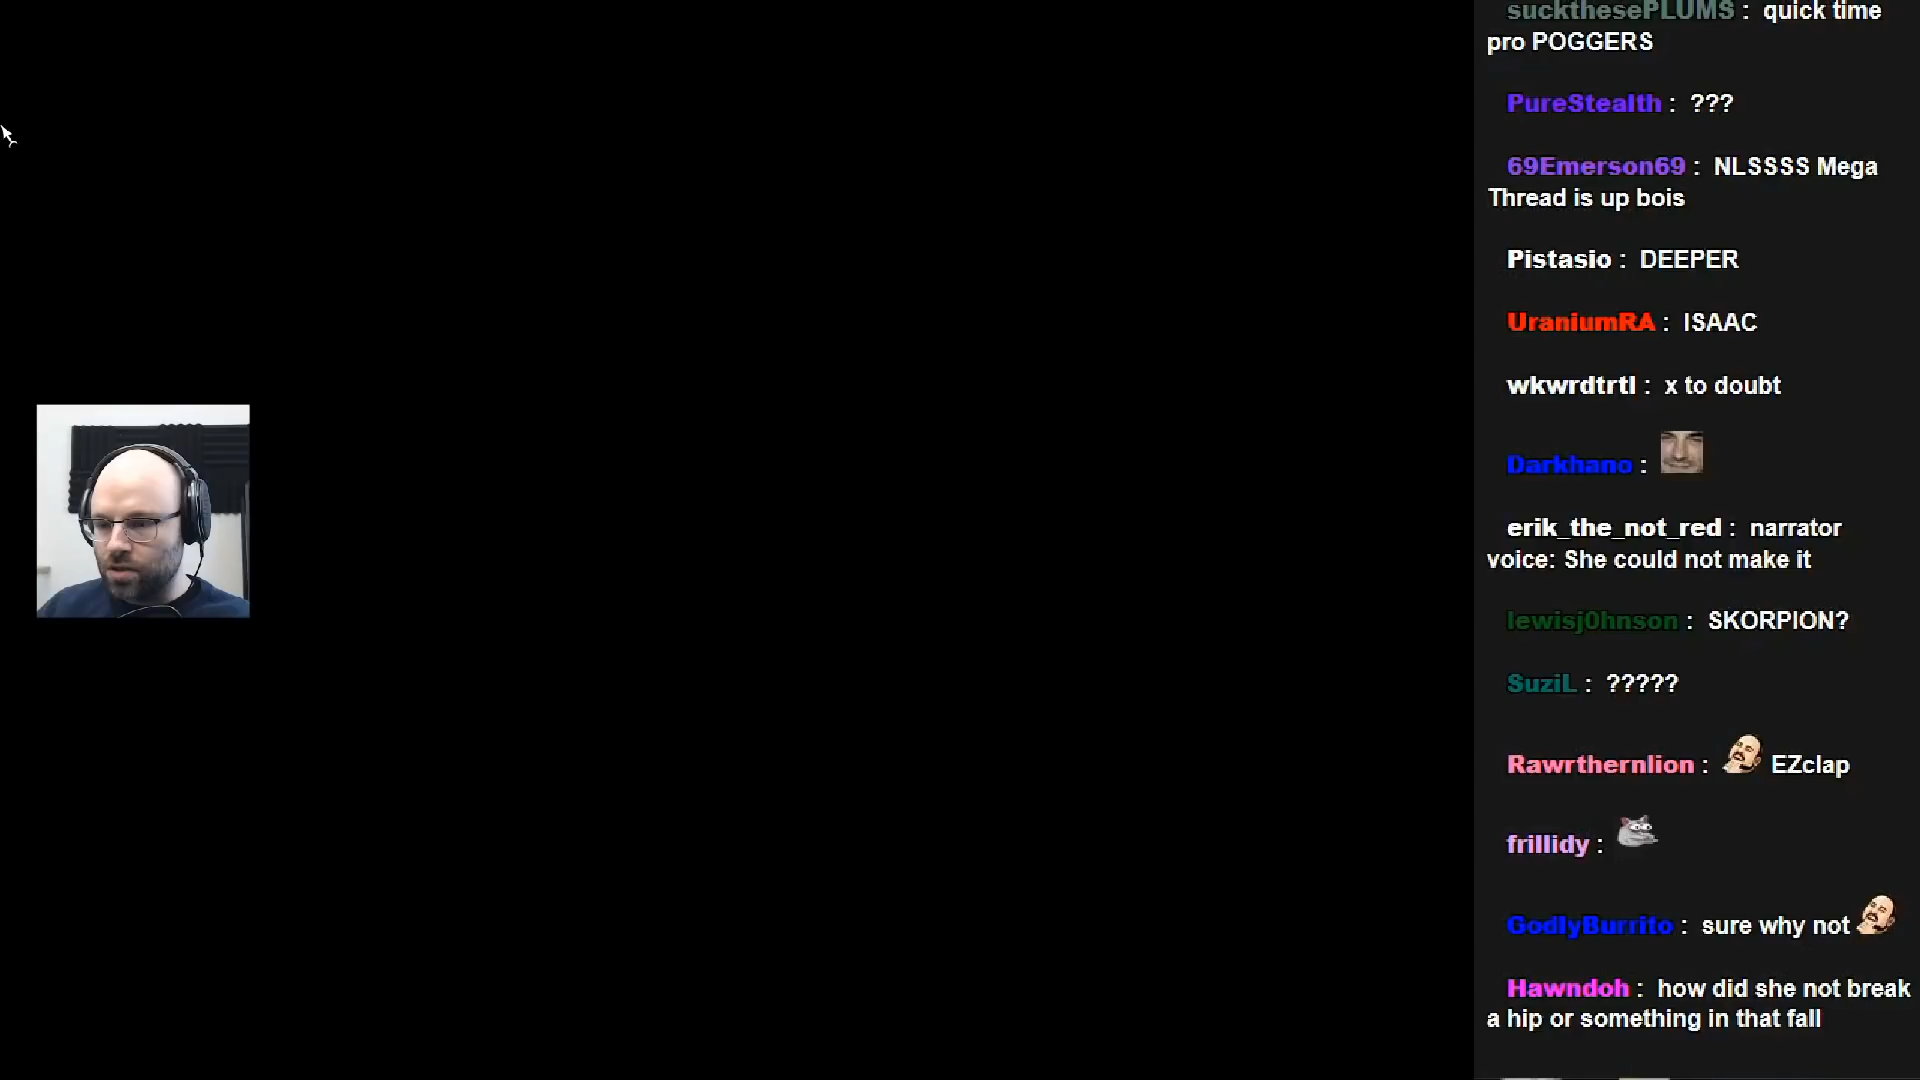 suckthesePLUMS : quick time
pro POGGERS
PureStealth : ???
69Emerson69 : NLSSSS Mega
Thread is up bois
Pistasio : DEEPER
UraniumRA : ISAAC
wkwrdtrtl : x to doubt
Darkhano :
erik_the_not_red : narrator
voice: She could not make it
lewisj0hnson : SKORPION?
SuziL : ?????
Rawrthernlion : EZclap
frillidy :
GodlyBurrito : sure why not
Hawndoh : how did she not break
a hip or something in that fall